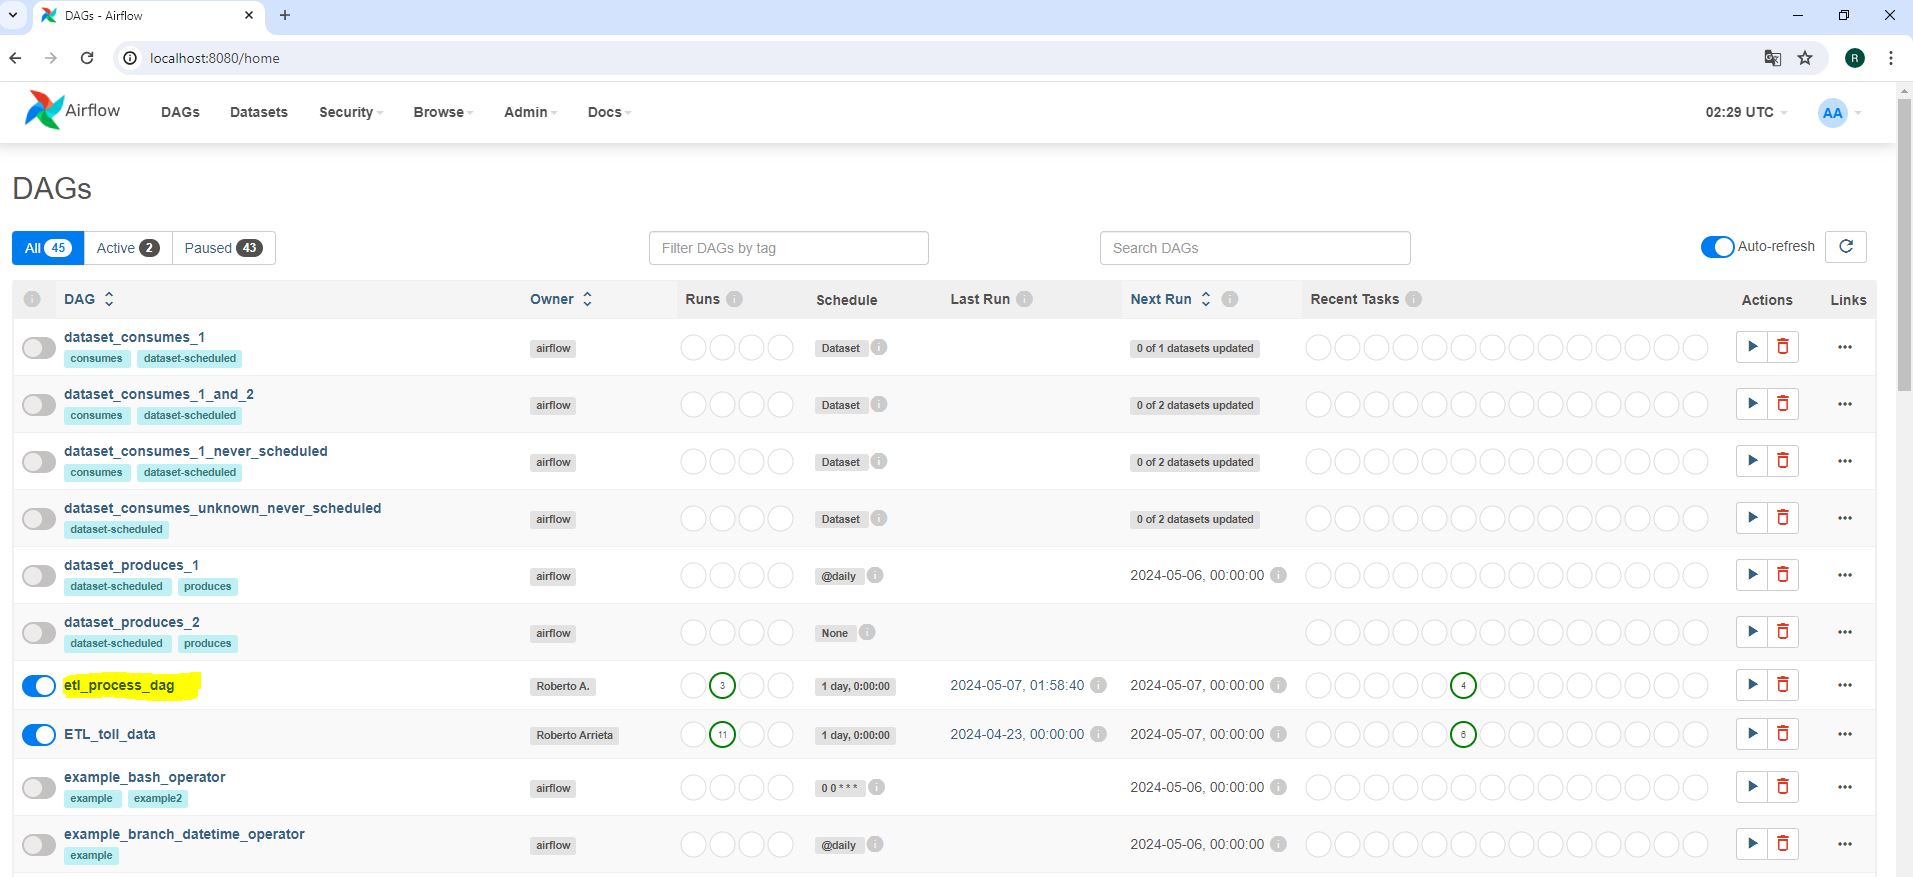 DAGs - Airflow
localhost:8080/home
R
Airflow DAGs Datasets Security Browse Admin Docs 02:29 UTC AA
DAGs
All 45 Active 2 Paused 43 Filter DAGs by tag Search DAGs Auto-refresh
DAG Owner Runs Schedule Last Run Next Run Recent Tasks Actions Links
dataset_consumes_1
consumes dataset-scheduled
airflow Dataset 0 of 1 datasets updated
dataset_consumes_1_and_2
consumes dataset-scheduled
airflow Dataset 0 of 2 datasets updated
dataset_consumes_1_never_scheduled
consumes dataset-scheduled
airflow Dataset 0 of 2 datasets updated
dataset_consumes_unknown_never_scheduled
dataset-scheduled
airflow Dataset 0 of 2 datasets updated
dataset_produces_1
dataset-scheduled produces
airflow @daily 2024-05-06, 00:00:00
dataset_produces_2
dataset-scheduled produces
airflow None
etl_process_dag Roberto A. 3 1 day, 0:00:00 2024-05-07, 01:58:40 2024-05-07, 00:00:00 4
ETL_toll_data Roberto Arrieta 11 1 day, 0:00:00 2024-04-23, 00:00:00 2024-05-07, 00:00:00 6
example_bash_operator
example example2
airflow 0 0 * * * 2024-05-06, 00:00:00
example_branch_datetime_operator
example
airflow @daily 2024-05-06, 00:00:00